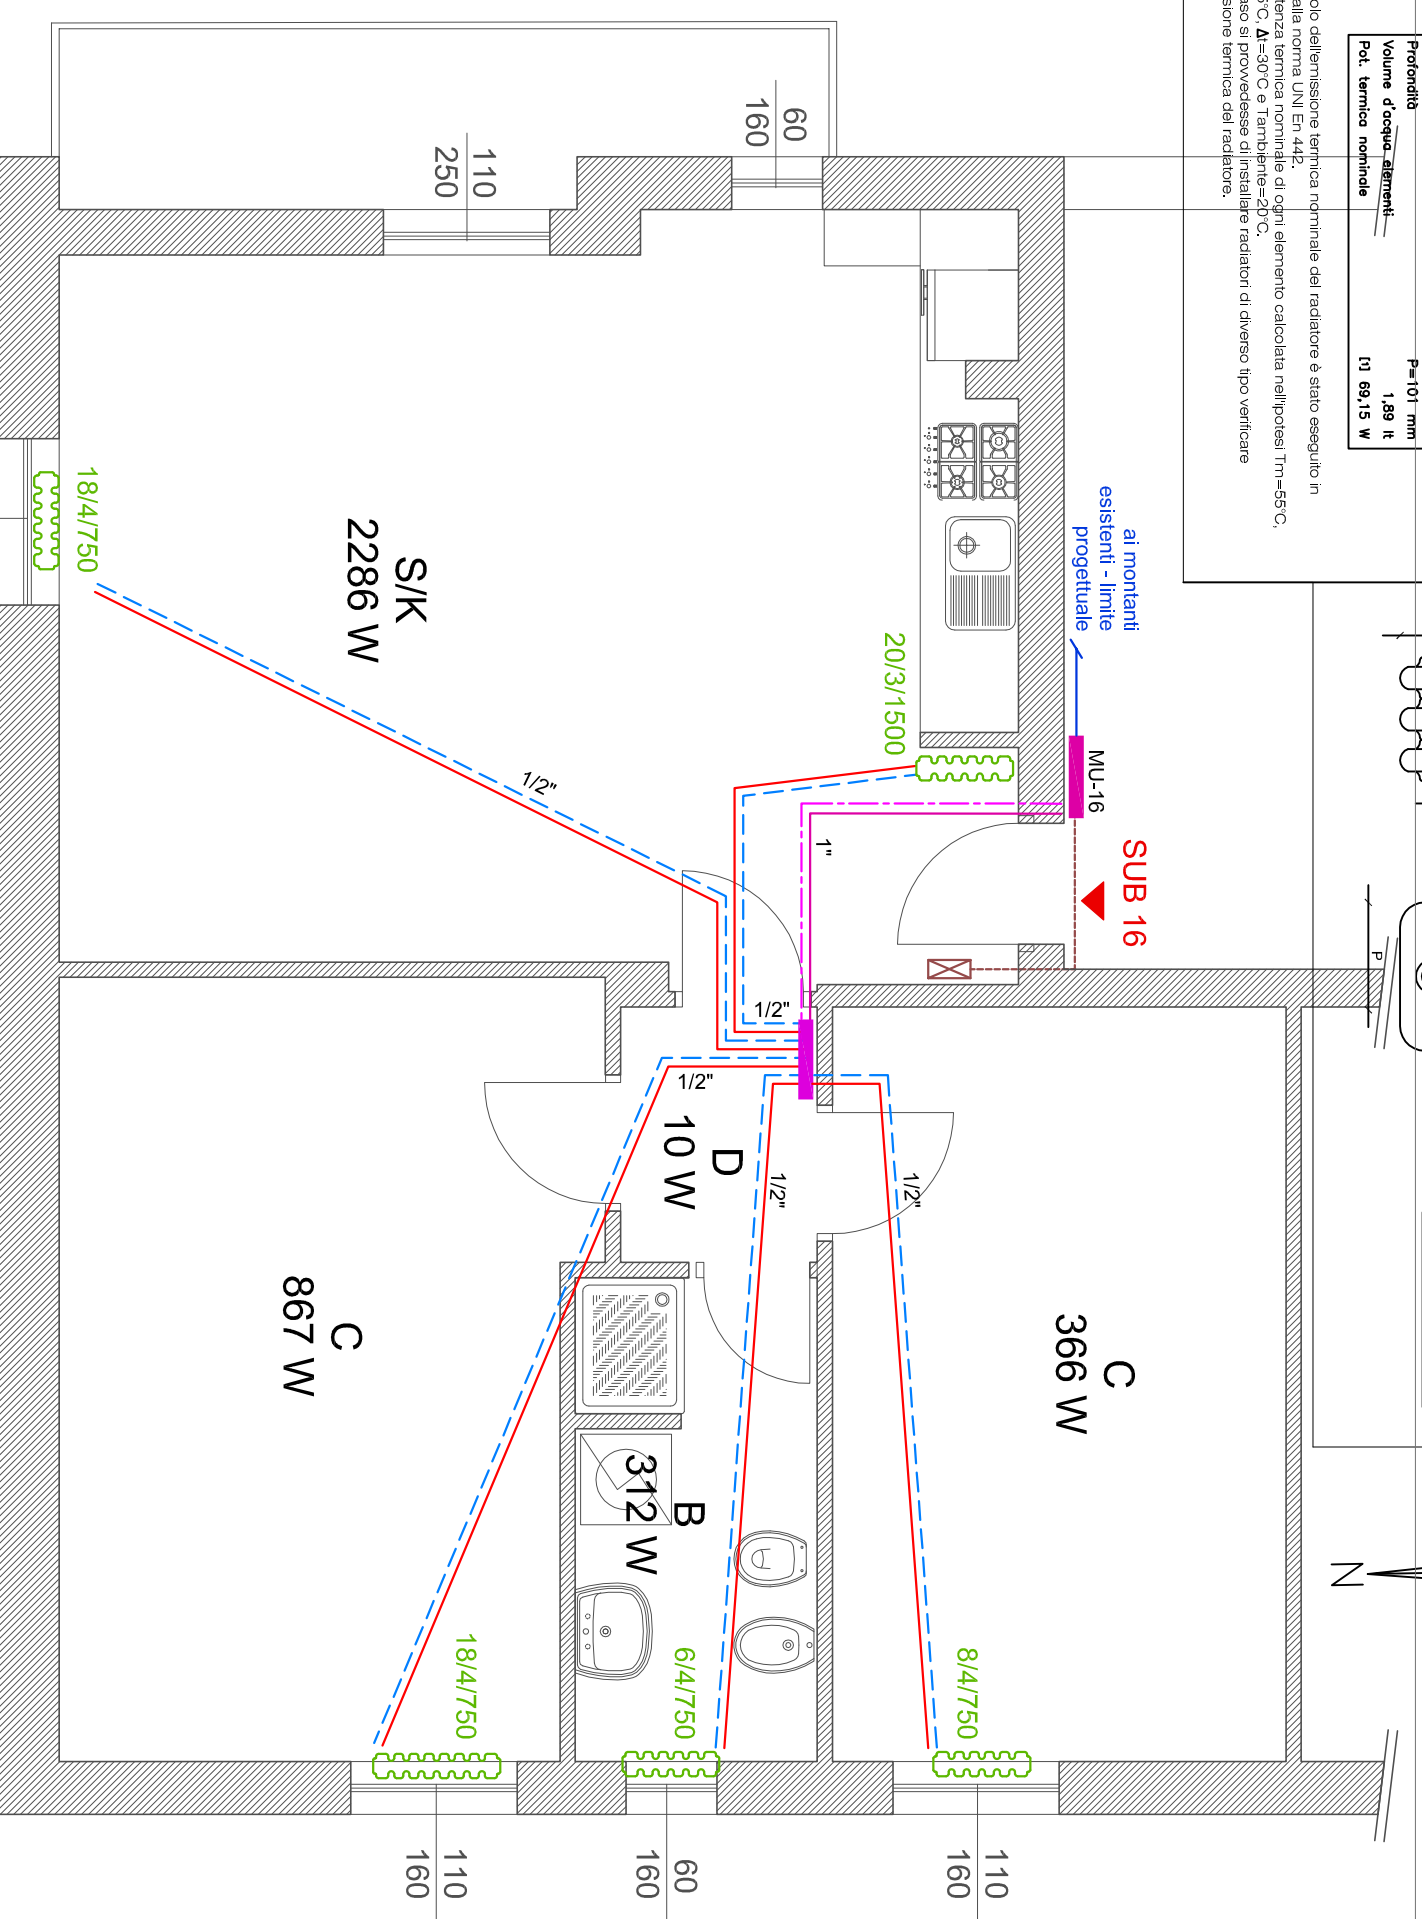 Profondità P=101 mm
Volume d'acqua elementi 1,89 lt
Pot. termica nominale [1] 69,15 W
olo dell'emissione termica nominale del radiatore è stato eseguito in
alla norma UNI En 442.
tenza termica nominale di ogni elemento calcolata nell'ipotesi Tm=55°C,
5°C, Δt=30°C e Tambiente=20°C.
aso si provvedesse di installare radiatori di diverso tipo verificare
sione termica del radiatore.
P
N
ai montanti
esistenti - limite
progettuale
MU-16
SUB 16
60
160
110
250
18/4/750
S/K
2286 W
20/3/1500
1"
1/2"
1/2"
1/2"
1/2"
1/2"
D
10 W
C
366 W
C
867 W
B
312 W
8/4/750
6/4/750
18/4/750
110
160
60
160
110
160